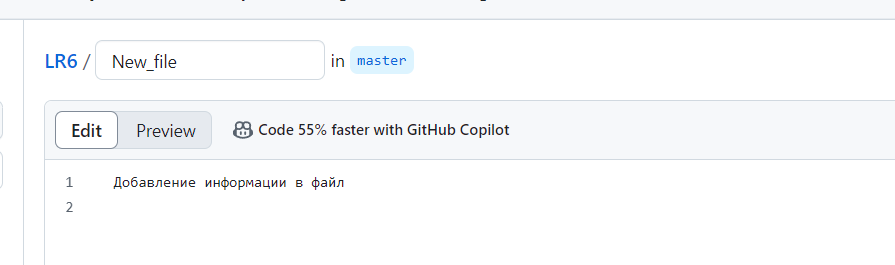 LR6 / New_file in master
Edit Preview Code 55% faster with GitHub Copilot
1 Добавление информации в файл
2